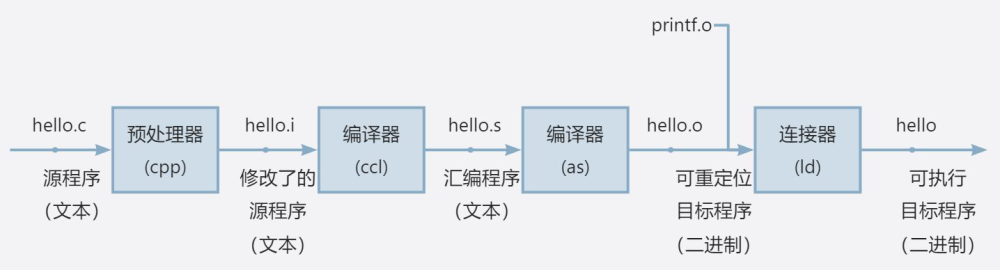 printf.o
hello.c
预处理器
(cpp)
hello.i
编译器
(ccl)
hello.s
编译器
(as)
hello.o
连接器
(ld)
hello
源程序
（文本）
修改了的
源程序
（文本）
汇编程序
（文本）
可重定位
目标程序
（二进制）
可执行
目标程序
（二进制）